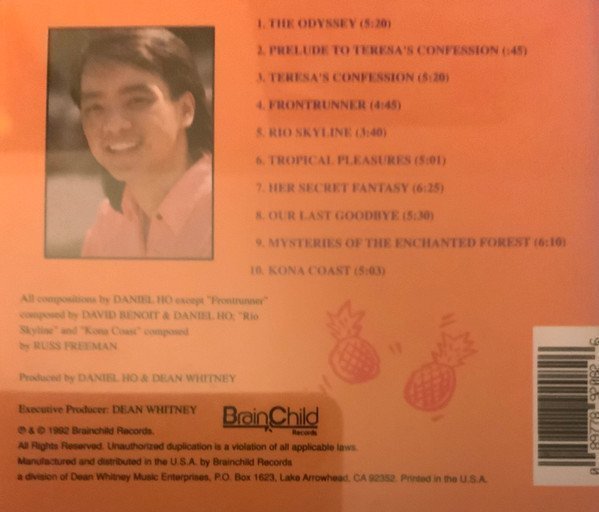 1. THE ODYSSEY (5:20)
2. PRELUDE TO TERESA'S CONFESSION (:45)
3. TERESA'S CONFESSION (5:20)
4. FRONTRUNNER (4:45)
5. RIO SKYLINE (3:40)
6. TROPICAL PLEASURES (5:01)
7. HER SECRET FANTASY (6:25)
8. OUR LAST GOODBYE (5:30)
9. MYSTERIES OF THE ENCHANTED FOREST (6:10)
10. KONA COAST (5:03)
All compositions by DANIEL HO except "Frontrunner"
composed by DAVID BENOIT & DANIEL HO; "Rio
Skyline" and "Kona Coast" composed
by RUSS FREEMAN
Produced by DANIEL HO & DEAN WHITNEY
Executive Producer: DEAN WHITNEY
BrainChild
Records
℗ & © 1992 Brainchild Records.
All Rights Reserved. Unauthorized duplication is a violation of all applicable laws.
Manufactured and distributed in the U.S.A. by Brainchild Records
a division of Dean Whitney Music Enterprises, P.O. Box 1623, Lake Arrowhead, CA 92352. Printed in the U.S.A.
0 89778 92062 6